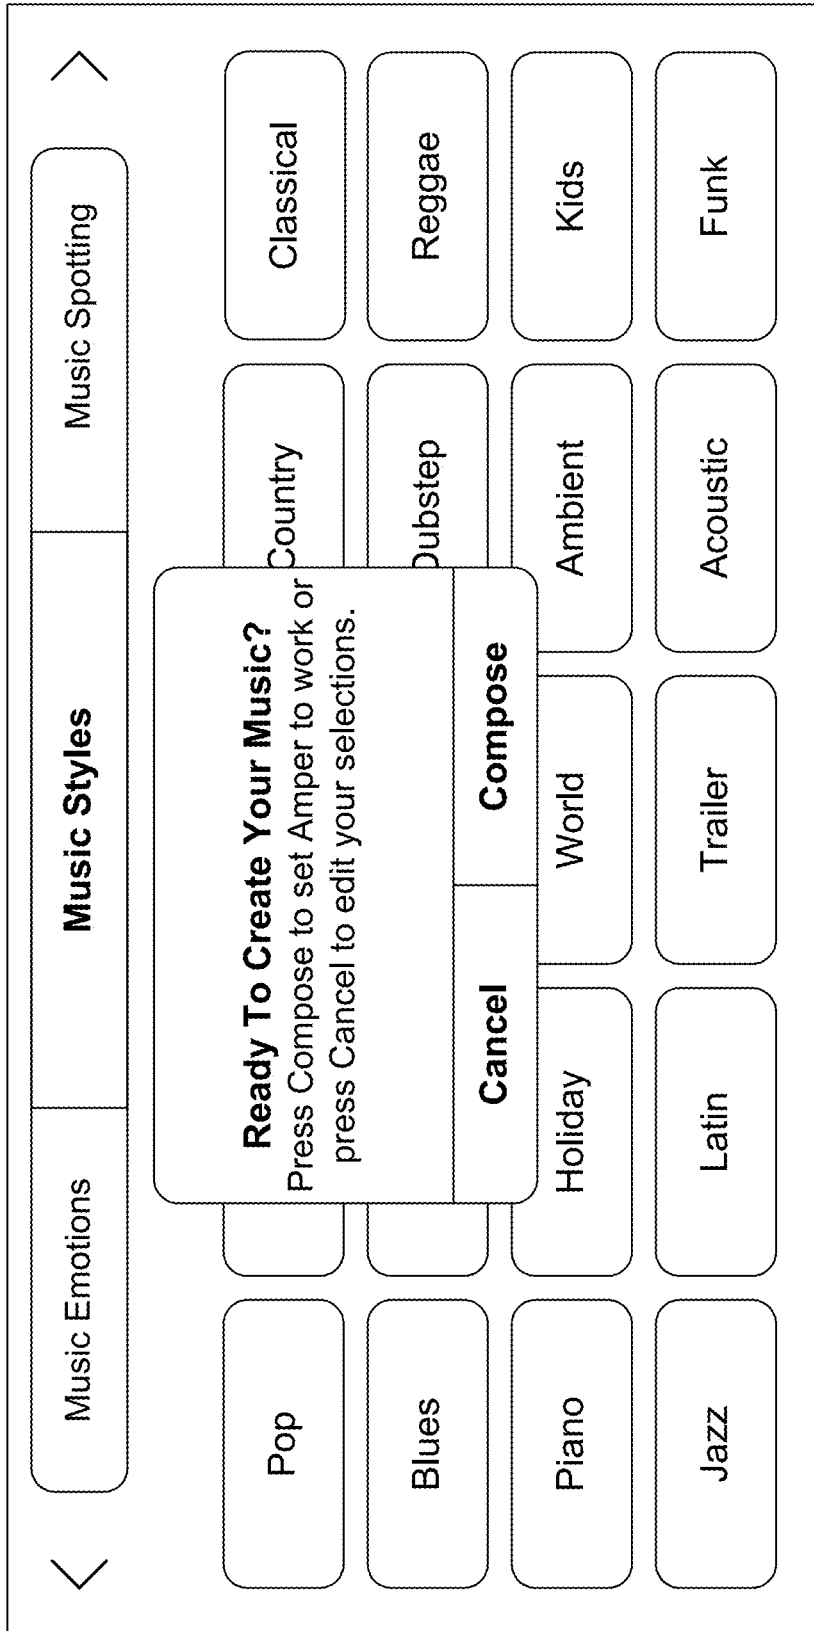 Music Emotions
Music Styles
Music Spotting
Ready To Create Your Music?
Press Compose to set Amper to work or
press Cancel to edit your selections.
Cancel
Compose
Pop
Country
Classical
Blues
Dubstep
Reggae
Piano
Holiday
World
Ambient
Kids
Jazz
Latin
Trailer
Acoustic
Funk